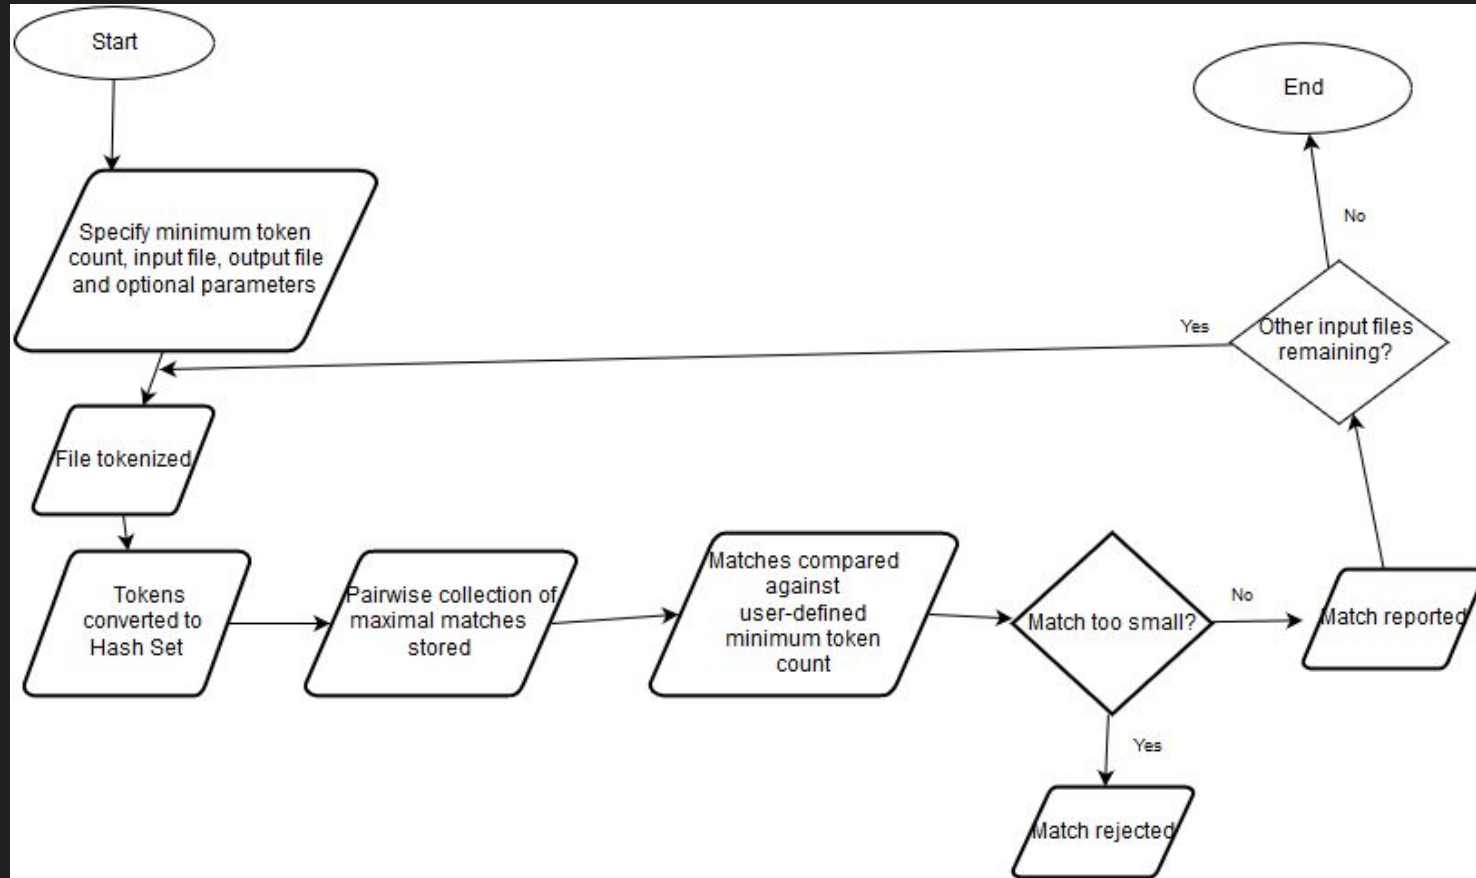 Start
End
Specify minimum token
count, input file, output file
and optional parameters
No
Yes
Other input files
remaining?
File tokenized
Tokens
converted to
Hash Set
Pairwise collection of
maximal matches
stored
Matches compared
against
user-defined
minimum token
count
Match too small?
No
Match reported
Yes
Match rejected